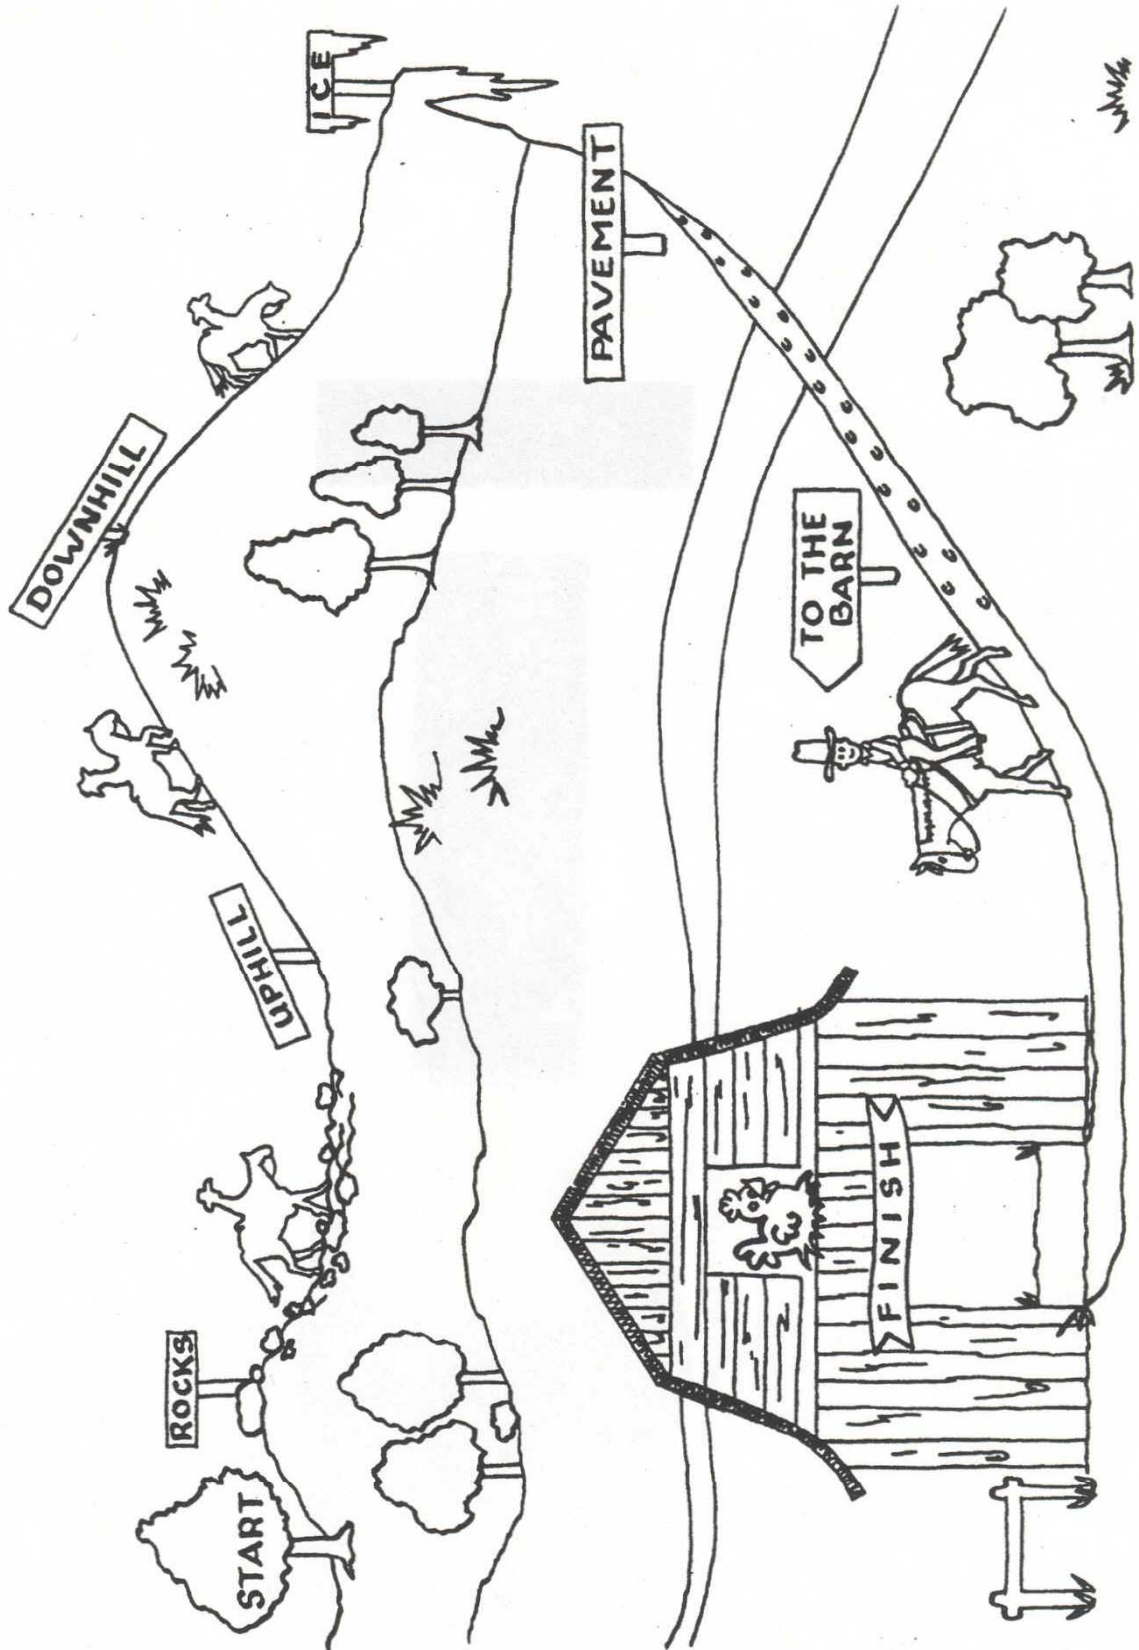 START
ROCKS
UPHILL
DOWNHILL
ICE
PAVEMENT
TO THE
BARN
FINISH